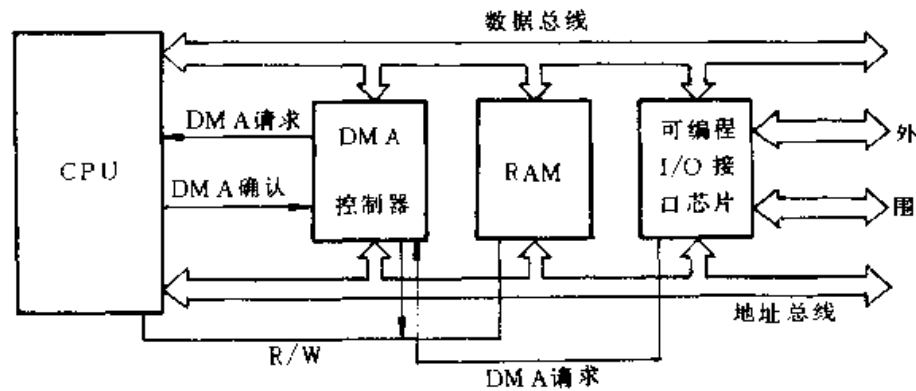 数据总线
DMA请求
CPU
DMA确认
DMA
控制器
RAM
可编程
I/O接
口芯片
外
围
地址总线
R/W
DMA请求